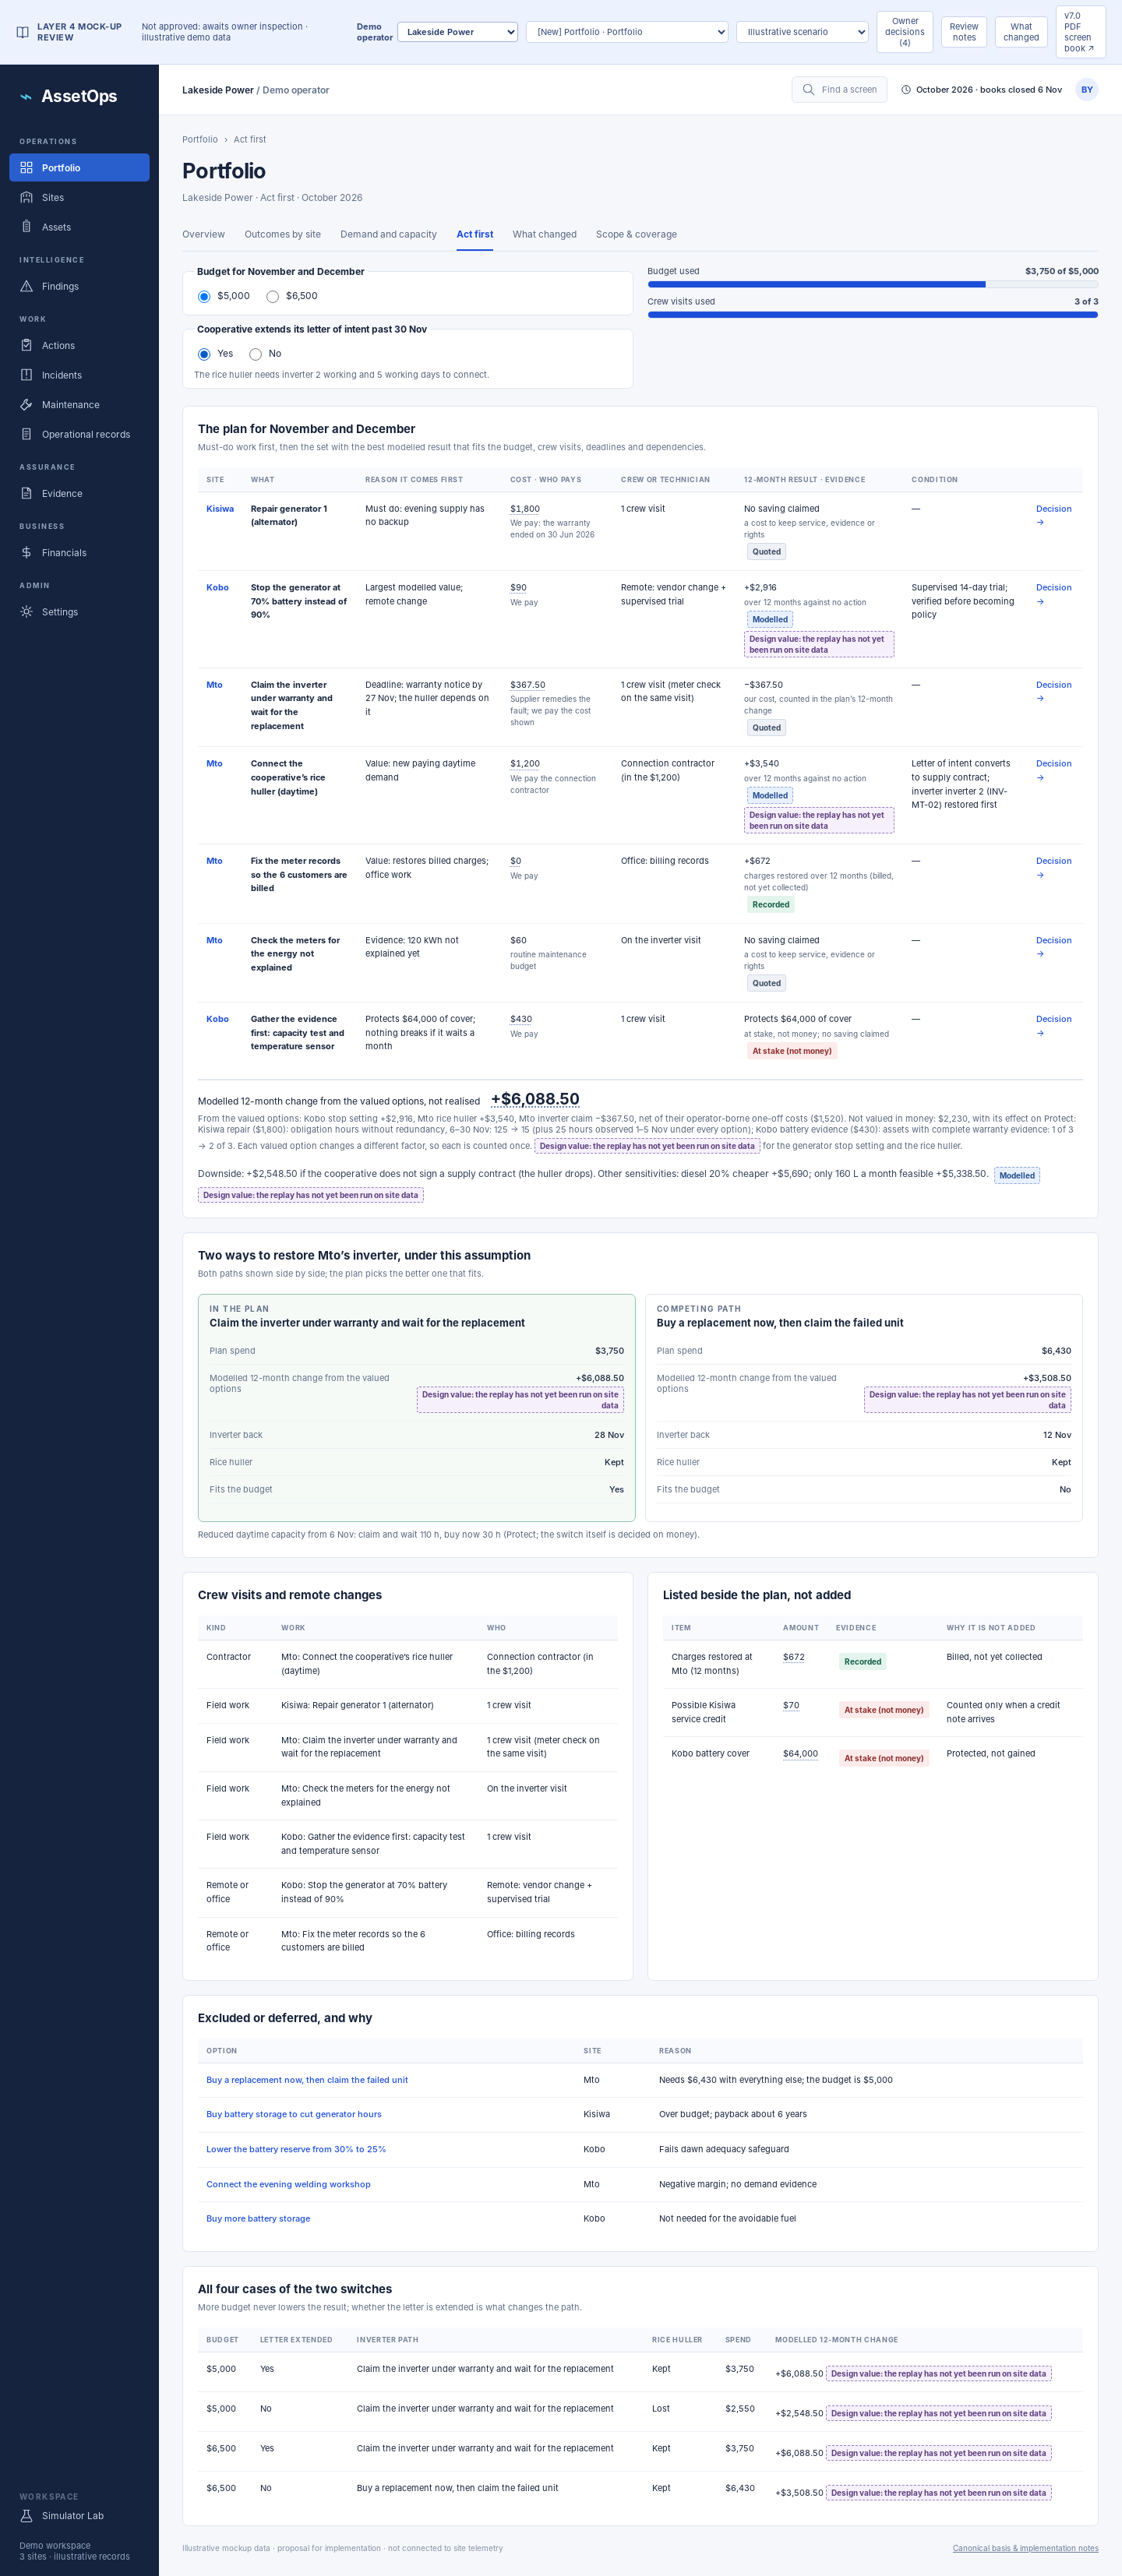 LAYER 4 MOCK-UP REVIEW
Not approved: awaits owner inspection · illustrative demo data
Demo operator
Lakeside Power
[New] Portfolio · Portfolio
Illustrative scenario
Owner decisions (4)
Review notes
What changed
v7.0 PDF screen book ↗
AssetOps
Lakeside Power / Demo operator
Find a screen
October 2026 · books closed 6 Nov
BY
OPERATIONS
Portfolio
Sites
Assets
INTELLIGENCE
Findings
WORK
Actions
Incidents
Maintenance
Operational records
ASSURANCE
Evidence
BUSINESS
Financials
ADMIN
Settings
WORKSPACE
Simulator Lab
Demo workspace
3 sites · illustrative records
Portfolio › Act first
Portfolio
Lakeside Power · Act first · October 2026
Overview Outcomes by site Demand and capacity Act first What changed Scope & coverage
Budget for November and December
$5,000 $6,500
Cooperative extends its letter of intent past 30 Nov
Yes No
The rice huller needs inverter 2 working and 5 working days to connect.
Budget used $3,750 of $5,000
Crew visits used 3 of 3
The plan for November and December
Must-do work first, then the set with the best modelled result that fits the budget, crew visits, deadlines and dependencies.
SITE WHAT REASON IT COMES FIRST COST · WHO PAYS CREW OR TECHNICIAN 12-MONTH RESULT · EVIDENCE CONDITION
Kisiwa
Repair generator 1 (alternator)
Must do: evening supply has no backup
$1,800
We pay: the warranty ended on 30 Jun 2026
1 crew visit
No saving claimed
a cost to keep service, evidence or rights
Quoted
—
Decision →
Kobo
Stop the generator at 70% battery instead of 90%
Largest modelled value; remote change
$90
We pay
Remote: vendor change + supervised trial
+$2,916
over 12 months against no action
Modelled
Design value: the replay has not yet been run on site data
Supervised 14-day trial; verified before becoming policy
Decision →
Mto
Claim the inverter under warranty and wait for the replacement
Deadline: warranty notice by 27 Nov; the huller depends on it
$367.50
Supplier remedies the fault; we pay the cost shown
1 crew visit (meter check on the same visit)
−$367.50
our cost, counted in the plan's 12-month change
Quoted
—
Decision →
Mto
Connect the cooperative's rice huller (daytime)
Value: new paying daytime demand
$1,200
We pay the connection contractor
Connection contractor (in the $1,200)
+$3,540
over 12 months against no action
Modelled
Design value: the replay has not yet been run on site data
Letter of intent converts to supply contract; inverter inverter 2 (INV-MT-02) restored first
Decision →
Mto
Fix the meter records so the 6 customers are billed
Value: restores billed charges; office work
$0
We pay
Office: billing records
+$672
charges restored over 12 months (billed, not yet collected)
Recorded
—
Decision →
Mto
Check the meters for the energy not explained
Evidence: 120 kWh not explained yet
$60
routine maintenance budget
On the inverter visit
No saving claimed
a cost to keep service, evidence or rights
Quoted
—
Decision →
Kobo
Gather the evidence first: capacity test and temperature sensor
Protects $64,000 of cover; nothing breaks if it waits a month
$430
We pay
1 crew visit
Protects $64,000 of cover
at stake, not money; no saving claimed
At stake (not money)
—
Decision →
Modelled 12-month change from the valued options, not realised +$6,088.50
From the valued options: Kobo stop setting +$2,916, Mto rice huller +$3,540, Mto inverter claim −$367.50, net of their operator-borne one-off costs ($1,520). Not valued in money: $2,230, with its effect on Protect:
Kisiwa repair ($1,800): obligation hours without redundancy, 6–30 Nov: 125 → 15 (plus 25 hours observed 1–5 Nov under every option); Kobo battery evidence ($430): assets with complete warranty evidence: 1 of 3
→ 2 of 3. Each valued option changes a different factor, so each is counted once. Design value: the replay has not yet been run on site data for the generator stop setting and the rice huller.
Downside: +$2,548.50 if the cooperative does not sign a supply contract (the huller drops). Other sensitivities: diesel 20% cheaper +$5,690; only 160 L a month feasible +$5,338.50. Modelled
Design value: the replay has not yet been run on site data
Two ways to restore Mto's inverter, under this assumption
Both paths shown side by side; the plan picks the better one that fits.
IN THE PLAN
Claim the inverter under warranty and wait for the replacement
Plan spend $3,750
Modelled 12-month change from the valued options +$6,088.50
Design value: the replay has not yet been run on site data
Inverter back 28 Nov
Rice huller Kept
Fits the budget Yes
COMPETING PATH
Buy a replacement now, then claim the failed unit
Plan spend $6,430
Modelled 12-month change from the valued options +$3,508.50
Design value: the replay has not yet been run on site data
Inverter back 12 Nov
Rice huller Kept
Fits the budget No
Reduced daytime capacity from 6 Nov: claim and wait 110 h, buy now 30 h (Protect; the switch itself is decided on money).
Crew visits and remote changes
KIND WORK WHO
Contractor Mto: Connect the cooperative's rice huller (daytime) Connection contractor (in the $1,200)
Field work Kisiwa: Repair generator 1 (alternator) 1 crew visit
Field work Mto: Claim the inverter under warranty and wait for the replacement 1 crew visit (meter check on the same visit)
Field work Mto: Check the meters for the energy not explained On the inverter visit
Field work Kobo: Gather the evidence first: capacity test and temperature sensor 1 crew visit
Remote or office Kobo: Stop the generator at 70% battery instead of 90% Remote: vendor change + supervised trial
Remote or office Mto: Fix the meter records so the 6 customers are billed Office: billing records
Listed beside the plan, not added
ITEM AMOUNT EVIDENCE WHY IT IS NOT ADDED
Charges restored at Mto (12 months) $672 Recorded Billed, not yet collected
Possible Kisiwa service credit $70 At stake (not money) Counted only when a credit note arrives
Kobo battery cover $64,000 At stake (not money) Protected, not gained
Excluded or deferred, and why
OPTION SITE REASON
Buy a replacement now, then claim the failed unit Mto Needs $6,430 with everything else; the budget is $5,000
Buy battery storage to cut generator hours Kisiwa Over budget; payback about 6 years
Lower the battery reserve from 30% to 25% Kobo Fails dawn adequacy safeguard
Connect the evening welding workshop Mto Negative margin; no demand evidence
Buy more battery storage Kobo Not needed for the avoidable fuel
All four cases of the two switches
More budget never lowers the result; whether the letter is extended is what changes the path.
BUDGET LETTER EXTENDED INVERTER PATH RICE HULLER SPEND MODELLED 12-MONTH CHANGE
$5,000 Yes Claim the inverter under warranty and wait for the replacement Kept $3,750 +$6,088.50 Design value: the replay has not yet been run on site data
$5,000 No Claim the inverter under warranty and wait for the replacement Lost $2,550 +$2,548.50 Design value: the replay has not yet been run on site data
$6,500 Yes Claim the inverter under warranty and wait for the replacement Kept $3,750 +$6,088.50 Design value: the replay has not yet been run on site data
$6,500 No Buy a replacement now, then claim the failed unit Kept $6,430 +$3,508.50 Design value: the replay has not yet been run on site data
Illustrative mockup data · proposal for implementation · not connected to site telemetry
Canonical basis & implementation notes